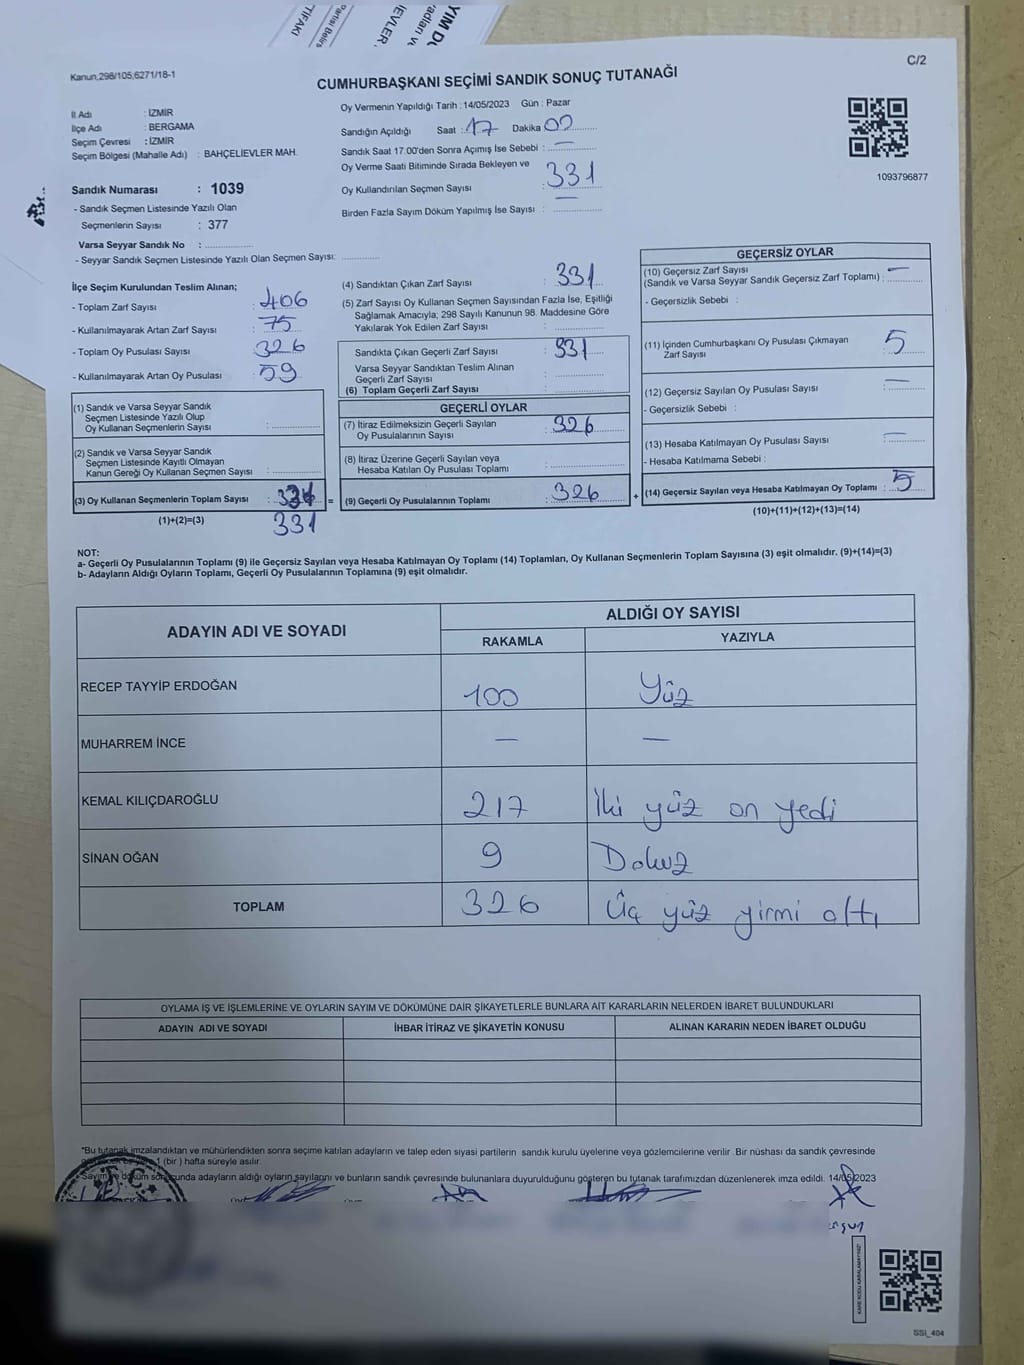 C/2
Kanun,298/105,6271/18-1
CUMHURBAŞKANI SEÇİMİ SANDIK SONUÇ TUTANAĞI
İl Adı : İZMİR
İlçe Adı : BERGAMA
Seçim Çevresi : İZMİR
Seçim Bölgesi (Mahalle Adı) : BAHÇELİEVLER MAH.
Sandık Numarası : 1039
- Sandık Seçmen Listesinde Yazılı Olan
Seçmenlerin Sayısı : 377
Varsa Seyyar Sandık No :
- Seyyar Sandık Seçmen Listesinde Yazılı Olan Seçmen Sayısı:
Oy Vermenin Yapıldığı Tarih : 14/05/2023 Gün : Pazar
Sandığın Açıldığı Saat : 17 Dakika 00
Sandık Saat 17.00'den Sonra Açımış İse Sebebi : —
Oy Verme Saati Bitiminde Sırada Bekleyen ve
Oy Kullandırılan Seçmen Sayısı : 331
Birden Fazla Sayım Döküm Yapılmış İse Sayısı : —
1093796877
İlçe Seçim Kurulundan Teslim Alınan;
- Toplam Zarf Sayısı : 406
- Kullanılmayarak Artan Zarf Sayısı : 75
- Toplam Oy Pusulası Sayısı : 326
- Kullanılmayarak Artan Oy Pusulası : 59
(1) Sandık ve Varsa Seyyar Sandık
Seçmen Listesinde Yazılı Olup
Oy Kullanan Seçmenlerin Sayısı :
(2) Sandık ve Varsa Seyyar Sandık
Seçmen Listesinde Kayıtlı Olmayan
Kanun Gereği Oy Kullanan Seçmen Sayısı :
(3) Oy Kullanan Seçmenlerin Toplam Sayısı :
(1)+(2)=(3) 331
(4) Sandıktan Çıkan Zarf Sayısı : 331
(5) Zarf Sayısı Oy Kullanan Seçmen Sayısından Fazla İse, Eşitliği
Sağlamak Amacıyla; 298 Sayılı Kanunun 98. Maddesine Göre
Yakılarak Yok Edilen Zarf Sayısı :
Sandıkta Çıkan Geçerli Zarf Sayısı : 331
Varsa Seyyar Sandıktan Teslim Alınan
Geçerli Zarf Sayısı :
(6) Toplam Geçerli Zarf Sayısı :
GEÇERLİ OYLAR
(7) İtiraz Edilmeksizin Geçerli Sayılan
Oy Pusulalarının Sayısı : 326
(8) İtiraz Üzerine Geçerli Sayılan veya
Hesaba Katılan Oy Pusulası Toplamı :
= (9) Geçerli Oy Pusulalarının Toplamı : 326 +
GEÇERSİZ OYLAR
(10) Geçersiz Zarf Sayısı
(Sandık ve Varsa Seyyar Sandık Geçersiz Zarf Toplamı) : —
- Geçersizlik Sebebi :
(11) İçinden Cumhurbaşkanı Oy Pusulası Çıkmayan
Zarf Sayısı : 5
(12) Geçersiz Sayılan Oy Pusulası Sayısı : —
- Geçersizlik Sebebi :
(13) Hesaba Katılmayan Oy Pusulası Sayısı : —
- Hesaba Katılmama Sebebi :
(14) Geçersiz Sayılan veya Hesaba Katılmayan Oy Toplamı : 5
(10)+(11)+(12)+(13)=(14)
NOT:
a- Geçerli Oy Pusulalarının Toplamı (9) ile Geçersiz Sayılan veya Hesaba Katılmayan Oy Toplamı (14) Toplamları, Oy Kullanan Seçmenlerin Toplam Sayısına (3) eşit olmalıdır. (9)+(14)=(3)
b- Adayların Aldığı Oyların Toplamı, Geçerli Oy Pusulalarının Toplamına (9) eşit olmalıdır.
ADAYIN ADI VE SOYADI
ALDIĞI OY SAYISI
RAKAMLA YAZIYLA
RECEP TAYYİP ERDOĞAN 100 Yüz
MUHARREM İNCE — —
KEMAL KILIÇDAROĞLU 217 İki yüz on yedi
SİNAN OĞAN 9 Dokuz
TOPLAM 326 Üç yüz yirmi altı
OYLAMA İŞ VE İŞLEMLERİNE VE OYLARIN SAYIM VE DÖKÜMÜNE DAİR ŞİKAYETLERLE BUNLARA AİT KARARLARIN NELERDEN İBARET BULUNDUKLARI
ADAYIN ADI VE SOYADI İHBAR İTİRAZ VE ŞİKAYETİN KONUSU ALINAN KARARIN NEDEN İBARET OLDUĞU
*Bu tutanak imzalandıktan ve mühürlendikten sonra seçime katılan adayların ve talep eden siyasi partilerin sandık kurulu üyelerine veya gözlemcilerine verilir. Bir nüshası da sandık çevresinde
1 (bir) hafta süreyle asılır.
Sayım ve döküm sonucunda adayların aldığı oyların sayılarını ve bunların sandık çevresinde bulunanlara duyurulduğunu gösteren bu tutanak tarafımızdan düzenlenerek imza edildi. 14/05/2023
SSI_404